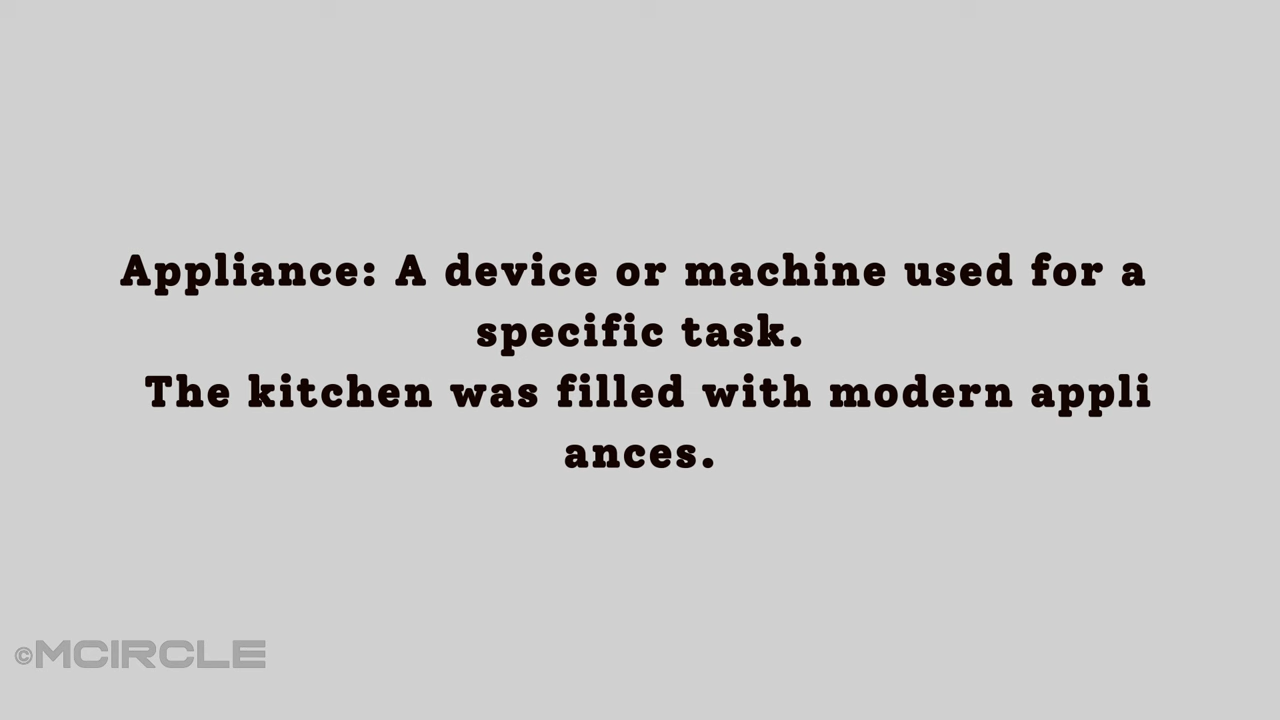 Appliance: A device or machine used for a
specific task.
The kitchen was filled with modern appli
ances.
©MCIRCLE